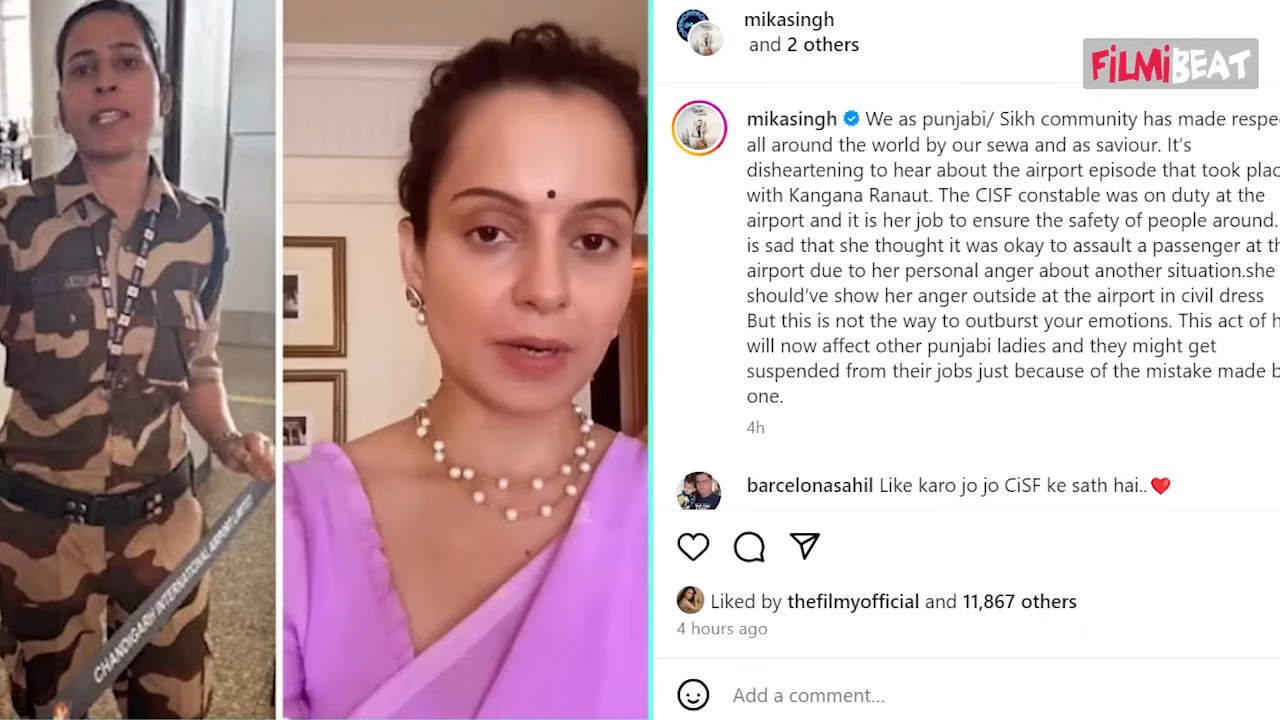 mikasingh
and 2 others
FiLMiBEAT
mikasingh We as punjabi/ Sikh community has made
all around the world by our sewa and as saviour. It's
disheartening to hear about the airport episode that took
with Kangana Ranaut. The CISF constable was on duty at the
airport and it is her job to ensure the safety of people around.
is sad that she thought it was okay to assault a passenger at
airport due to her personal anger about another situation.she
should've show her anger outside at the airport in civil dress
But this is not the way to outburst your emotions. This act of
will now affect other punjabi ladies and they might get
suspended from their jobs just because of the mistake made
one.
4h
barcelonasahil Like karo jo jo CiSF ke sath hai..❤️
Liked by thefilmyofficial and 11,867 others
4 hours ago
Add a comment...
CHANDIGARH INTERNATIONAL AIRPORT LIMITED